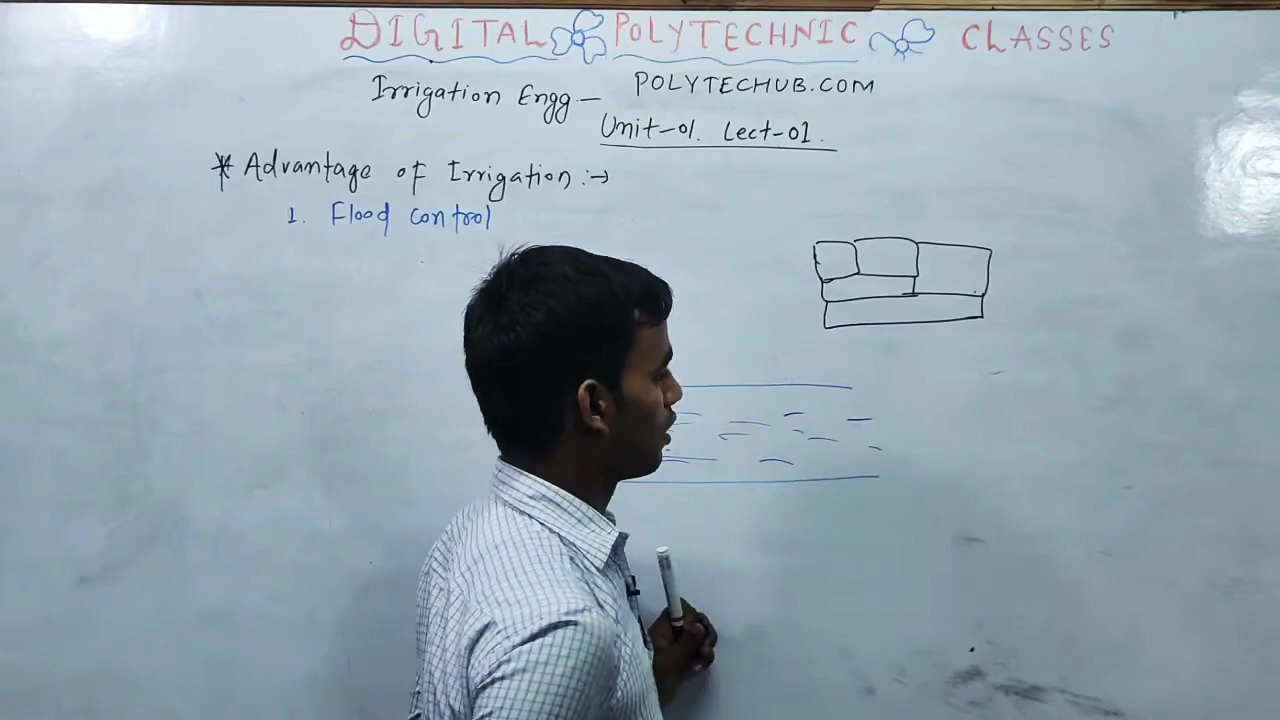 DIGITAL POLYTECHNIC CLASSES
Irrigation Engg — POLYTECHUB.COM
Unit-01. Lect-01.
* Advantage of Irrigation :→
1. Flood control